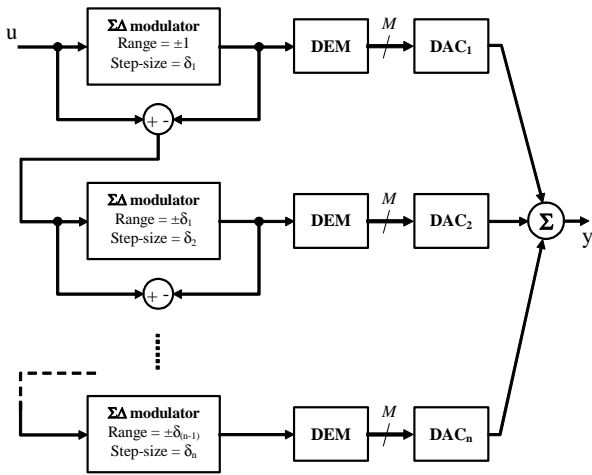 u
ΣΔ modulator
Range = ±1
Step-size = δ₁
DEM
M
DAC₁
+ -
ΣΔ modulator
Range = ±δ₁
Step-size = δ₂
DEM
M
DAC₂
Σ
y
+ -
ΣΔ modulator
Range = ±δ₍ₙ₋₁₎
Step-size = δₙ
DEM
M
DACₙ